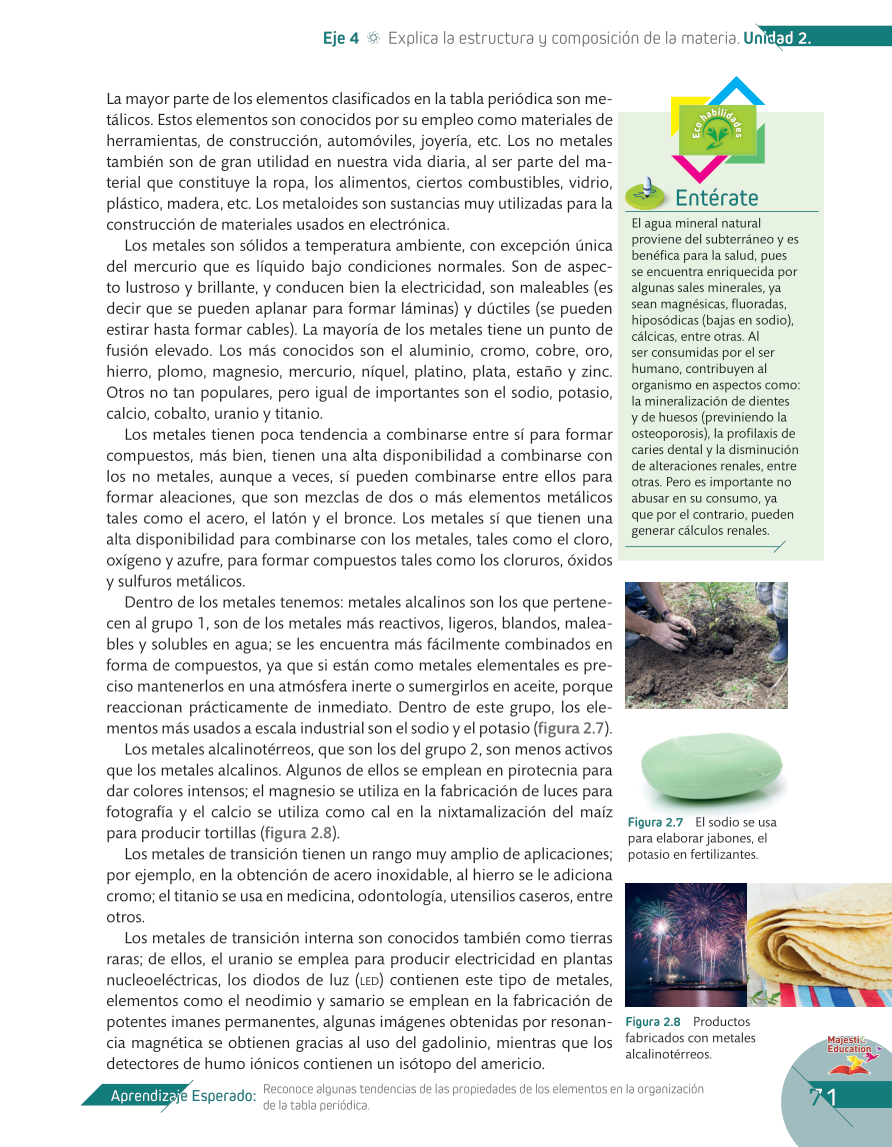 Eje 4 Explica la estructura y composición de la materia. Unidad 2.
La mayor parte de los elementos clasificados en la tabla periódica son me-
tálicos. Estos elementos son conocidos por su empleo como materiales de
herramientas, de construcción, automóviles, joyería, etc. Los no metales
también son de gran utilidad en nuestra vida diaria, al ser parte del ma-
terial que constituye la ropa, los alimentos, ciertos combustibles, vidrio,
plástico, madera, etc. Los metaloides son sustancias muy utilizadas para la
construcción de materiales usados en electrónica.
Los metales son sólidos a temperatura ambiente, con excepción única
del mercurio que es líquido bajo condiciones normales. Son de aspec-
to lustroso y brillante, y conducen bien la electricidad, son maleables (es
decir que se pueden aplanar para formar láminas) y dúctiles (se pueden
estirar hasta formar cables). La mayoría de los metales tiene un punto de
fusión elevado. Los más conocidos son el aluminio, cromo, cobre, oro,
hierro, plomo, magnesio, mercurio, níquel, platino, plata, estaño y zinc.
Otros no tan populares, pero igual de importantes son el sodio, potasio,
calcio, cobalto, uranio y titanio.
Los metales tienen poca tendencia a combinarse entre sí para formar
compuestos, más bien, tienen una alta disponibilidad a combinarse con
los no metales, aunque a veces, sí pueden combinarse entre ellos para
formar aleaciones, que son mezclas de dos o más elementos metálicos
tales como el acero, el latón y el bronce. Los metales sí que tienen una
alta disponibilidad para combinarse con los metales, tales como el cloro,
oxígeno y azufre, para formar compuestos tales como los cloruros, óxidos
y sulfuros metálicos.
Dentro de los metales tenemos: metales alcalinos son los que pertene-
cen al grupo 1, son de los metales más reactivos, ligeros, blandos, malea-
bles y solubles en agua; se les encuentra más fácilmente combinados en
forma de compuestos, ya que si están como metales elementales es pre-
ciso mantenerlos en una atmósfera inerte o sumergirlos en aceite, porque
reaccionan prácticamente de inmediato. Dentro de este grupo, los ele-
mentos más usados a escala industrial son el sodio y el potasio (figura 2.7).
Los metales alcalinotérreos, que son los del grupo 2, son menos activos
que los metales alcalinos. Algunos de ellos se emplean en pirotecnia para
dar colores intensos; el magnesio se utiliza en la fabricación de luces para
fotografía y el calcio se utiliza como cal en la nixtamalización del maíz
para producir tortillas (figura 2.8).
Los metales de transición tienen un rango muy amplio de aplicaciones;
por ejemplo, en la obtención de acero inoxidable, al hierro se le adiciona
cromo; el titanio se usa en medicina, odontología, utensilios caseros, entre
otros.
Los metales de transición interna son conocidos también como tierras
raras; de ellos, el uranio se emplea para producir electricidad en plantas
nucleoeléctricas, los diodos de luz (LED) contienen este tipo de metales,
elementos como el neodimio y samario se emplean en la fabricación de
potentes imanes permanentes, algunas imágenes obtenidas por resonan-
cia magnética se obtienen gracias al uso del gadolinio, mientras que los
detectores de humo iónicos contienen un isótopo del americio.
Eco habilidades
Entérate
El agua mineral natural
proviene del subterráneo y es
benéfica para la salud, pues
se encuentra enriquecida por
algunas sales minerales, ya
sean magnésicas, fluoradas,
hiposódicas (bajas en sodio),
cálcicas, entre otras. Al
ser consumidas por el ser
humano, contribuyen al
organismo en aspectos como:
la mineralización de dientes
y de huesos (previniendo la
osteoporosis), la profilaxis de
caries dental y la disminución
de alteraciones renales, entre
otras. Pero es importante no
abusar en su consumo, ya
que por el contrario, pueden
generar cálculos renales.
Figura 2.7 El sodio se usa
para elaborar jabones, el
potasio en fertilizantes.
Figura 2.8 Productos
fabricados con metales
alcalinotérreos.
Majestic
Education
Aprendizaje Esperado: Reconoce algunas tendencias de las propiedades de los elementos en la organización
de la tabla periódica.
71